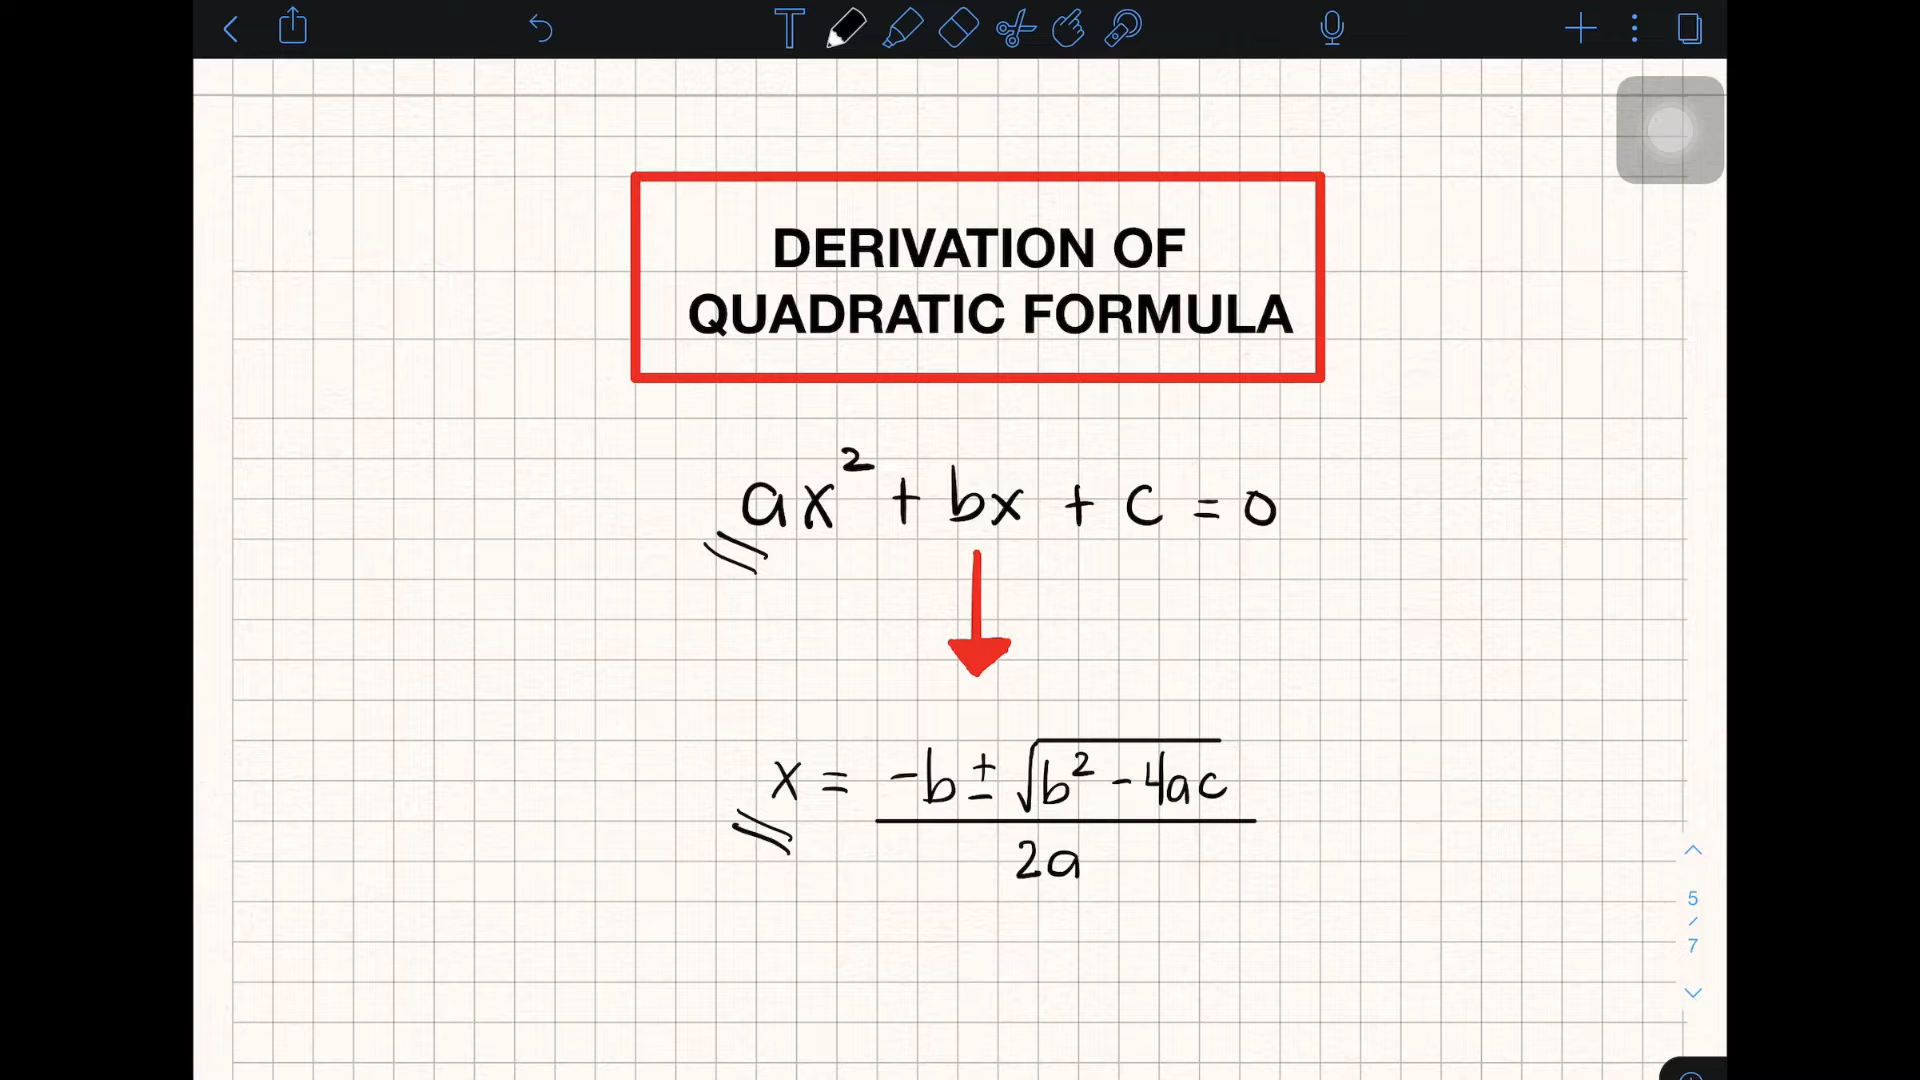 DERIVATION OF
QUADRATIC FORMULA
ax² + bx + c = 0
x = -b ± √b² - 4ac
2a
5
/
7